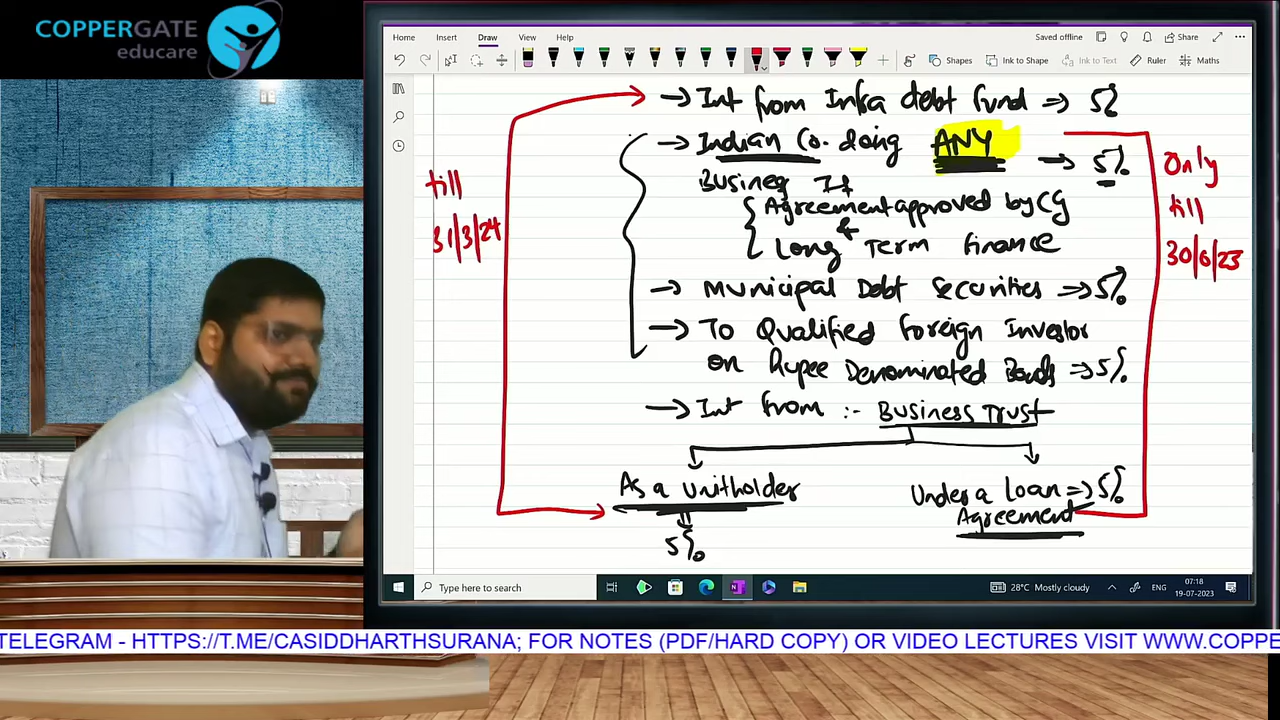 COPPERGATE
educare
Home Insert Draw View Help
Saved offline
Share
Shapes
Ink to Shape
Ink to Text
Ruler
Maths
→ Int from Infra debt fund ⇒ 5%
→ Indian Co. doing ANY → 5%
Business If
Agreement approved by CG
&
Long Term finance
→ Municipal Debt Securities ⇒ 5%
→ To Qualified Foreign Investor
on Rupee Denominated Bonds ⇒ 5%
→ Int from :- Business Trust
As a unitholder
5%
Under a loan ⇒ 5%
Agreement
till
31/3/24
Only
till
30/6/23
Type here to search
28°C Mostly cloudy
ENG
07:18
19-07-2023
TELEGRAM - HTTPS://T.ME/CASIDDHARTHSURANA; FOR NOTES (PDF/HARD COPY) OR VIDEO LECTURES VISIT WWW.COPPE